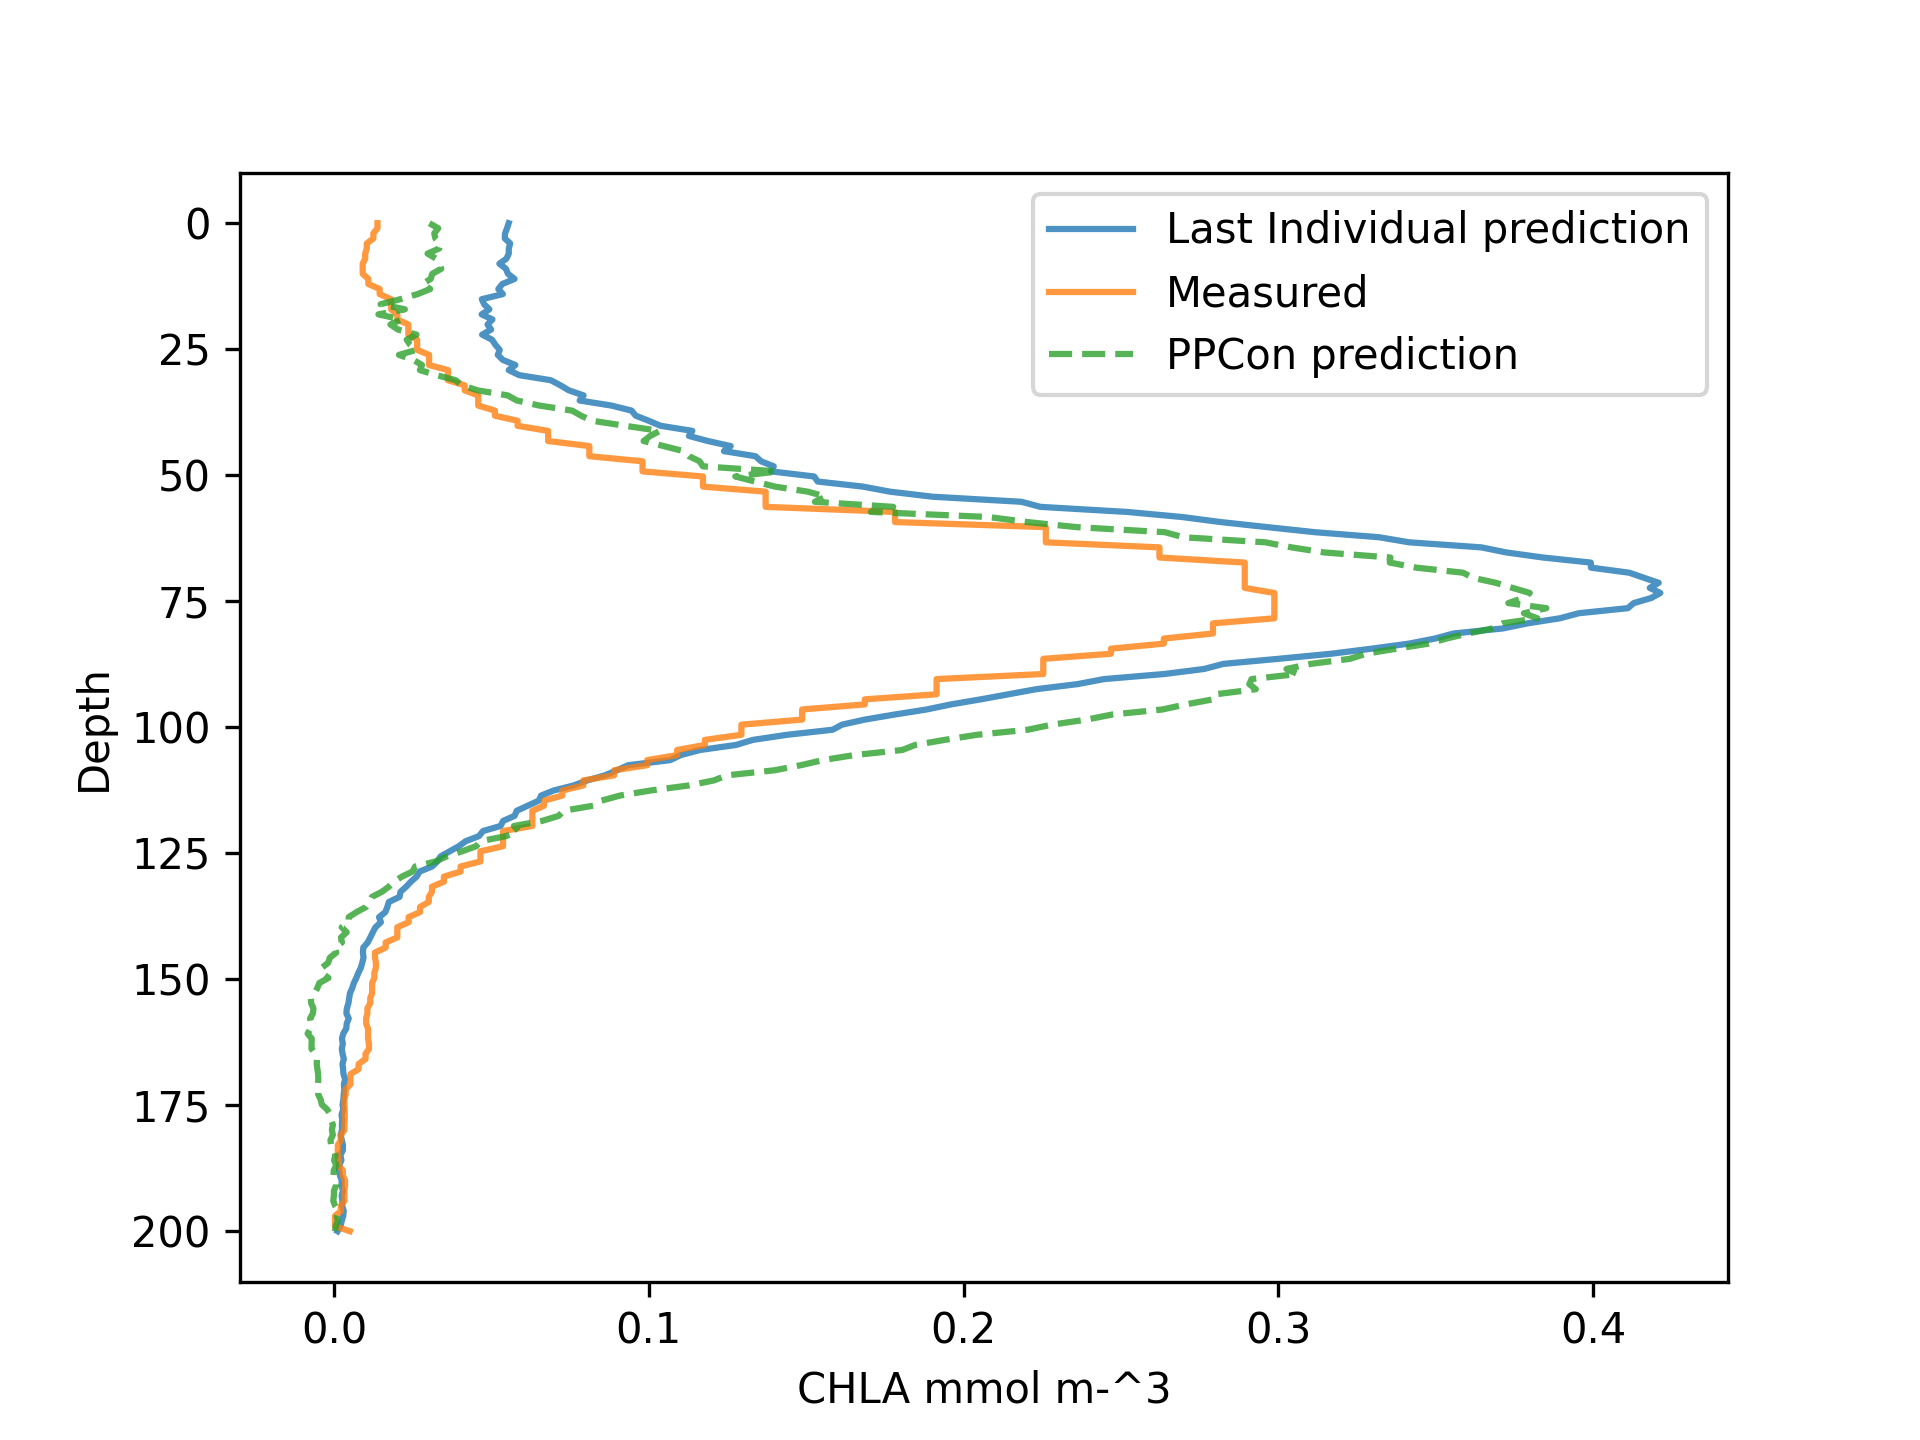 Last Individual prediction
Measured
PPCon prediction
0
25
50
75
100
125
150
175
200
Depth
0.0 0.1 0.2 0.3 0.4
CHLA mmol m-^3